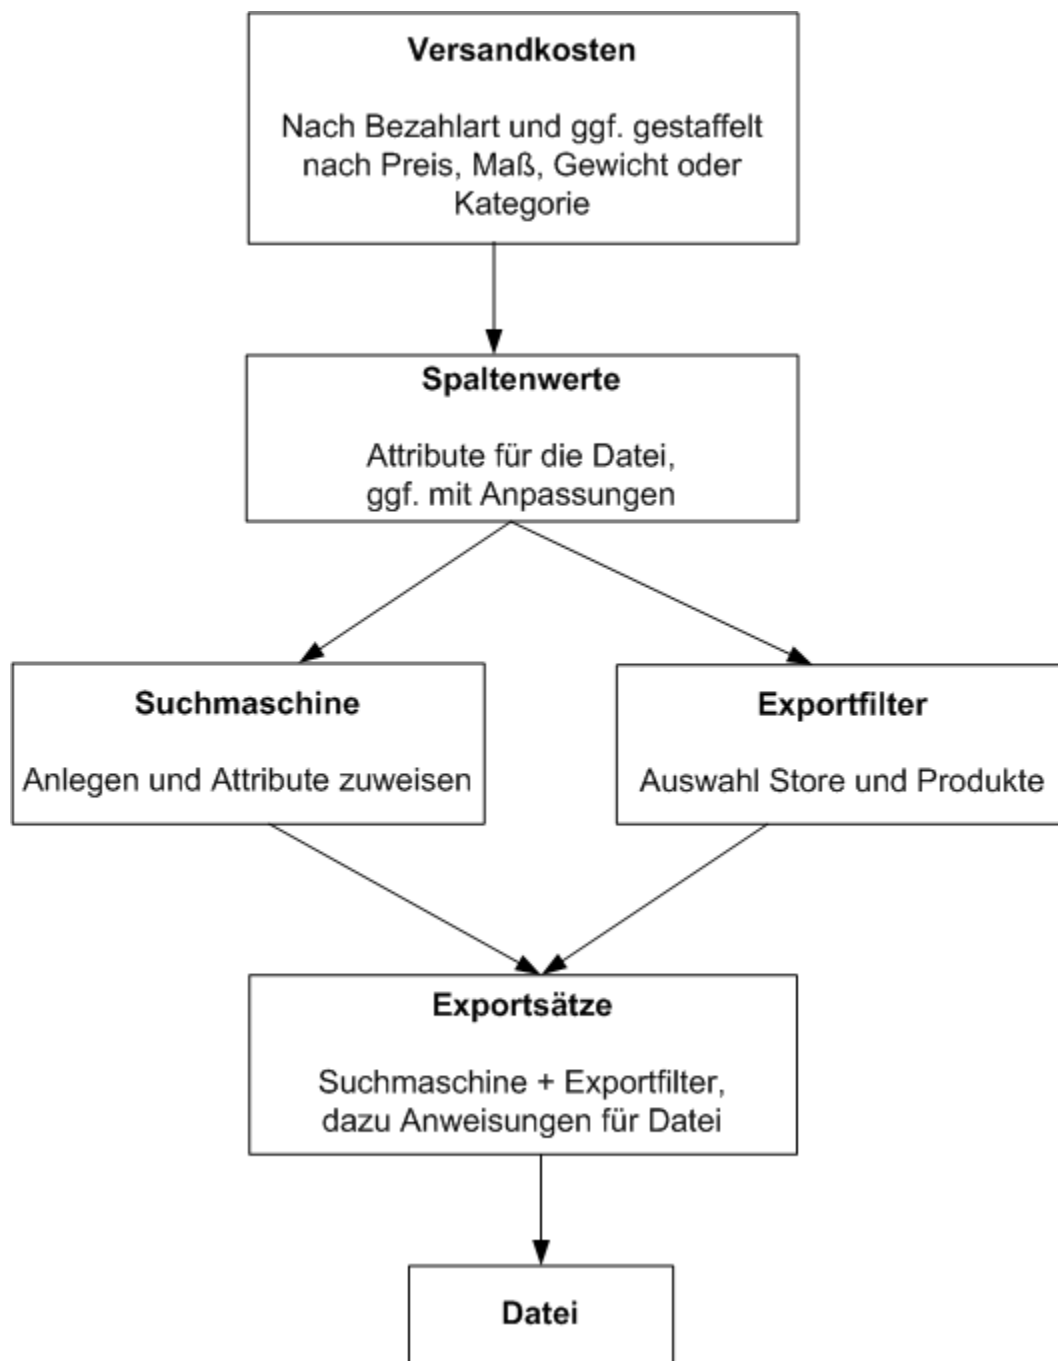 Versandkosten
Nach Bezahlart und ggf. gestaffelt
nach Preis, Maß, Gewicht oder
Kategorie
Spaltenwerte
Attribute für die Datei,
ggf. mit Anpassungen
Suchmaschine
Anlegen und Attribute zuweisen
Exportfilter
Auswahl Store und Produkte
Exportsätze
Suchmaschine + Exportfilter,
dazu Anweisungen für Datei
Datei